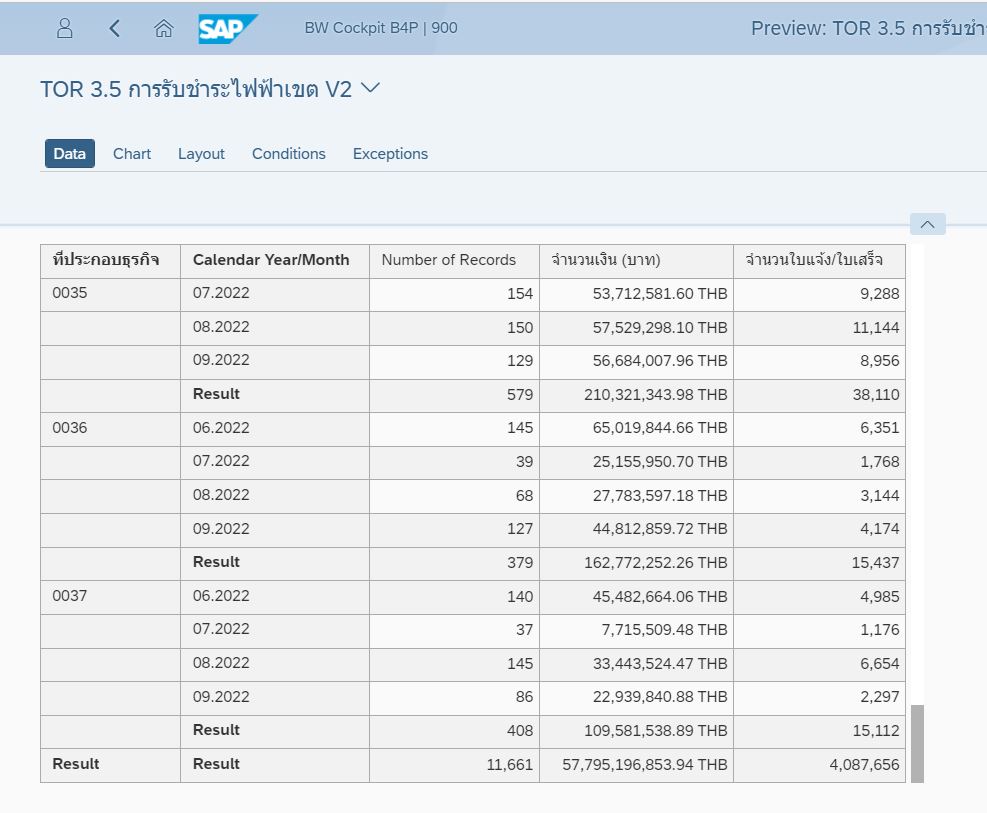 SAP BW Cockpit B4P | 900 Preview: TOR 3.5 การรับชำ
TOR 3.5 การรับชำระไฟฟ้าเขต V2
Data Chart Layout Conditions Exceptions
ที่ประกอบธุรกิจ Calendar Year/Month Number of Records จำนวนเงิน (บาท) จำนวนใบแจ้ง/ใบเสร็จ
0035 07.2022 154 53,712,581.60 THB 9,288
08.2022 150 57,529,298.10 THB 11,144
09.2022 129 56,684,007.96 THB 8,956
Result 579 210,321,343.98 THB 38,110
0036 06.2022 145 65,019,844.66 THB 6,351
07.2022 39 25,155,950.70 THB 1,768
08.2022 68 27,783,597.18 THB 3,144
09.2022 127 44,812,859.72 THB 4,174
Result 379 162,772,252.26 THB 15,437
0037 06.2022 140 45,482,664.06 THB 4,985
07.2022 37 7,715,509.48 THB 1,176
08.2022 145 33,443,524.47 THB 6,654
09.2022 86 22,939,840.88 THB 2,297
Result 408 109,581,538.89 THB 15,112
Result Result 11,661 57,795,196,853.94 THB 4,087,656